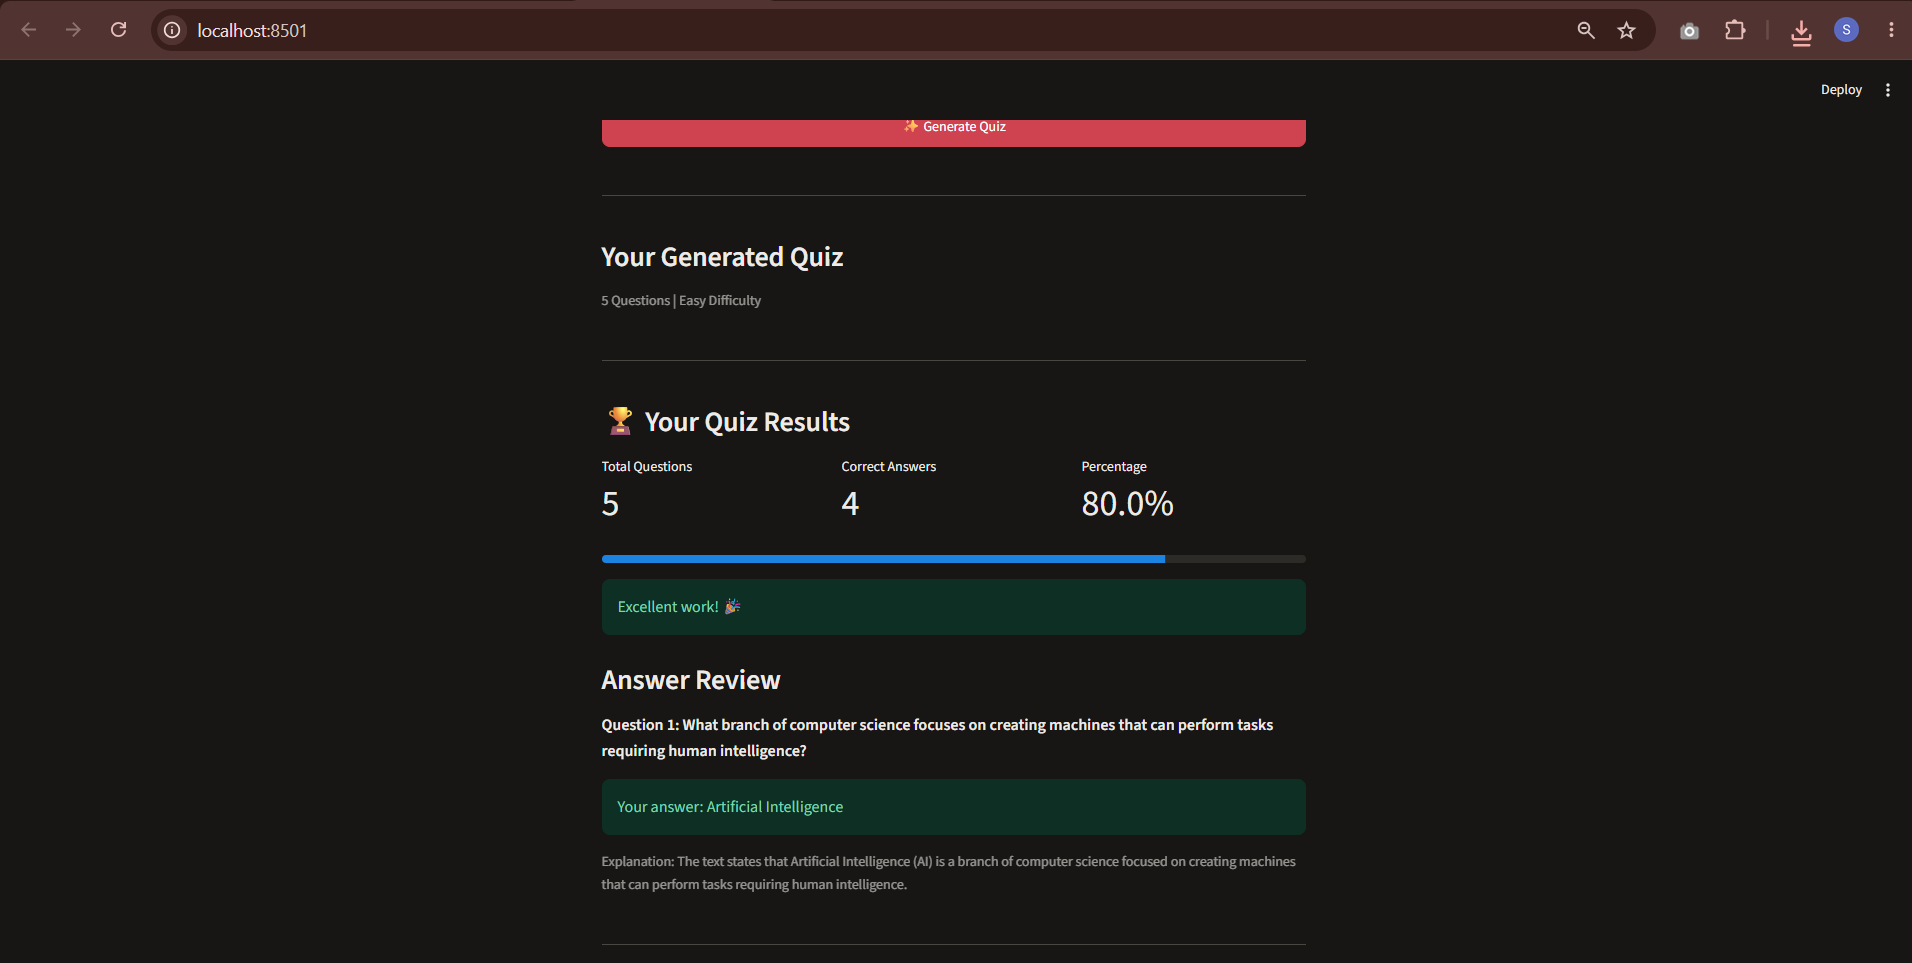 localhost:8501
S
Deploy
✨ Generate Quiz
Your Generated Quiz
5 Questions | Easy Difficulty
🏆 Your Quiz Results
Total Questions
Correct Answers
Percentage
5
4
80.0%
Excellent work! 🎉
Answer Review
Question 1: What branch of computer science focuses on creating machines that can perform tasks
requiring human intelligence?
Your answer: Artificial Intelligence
Explanation: The text states that Artificial Intelligence (AI) is a branch of computer science focused on creating machines
that can perform tasks requiring human intelligence.